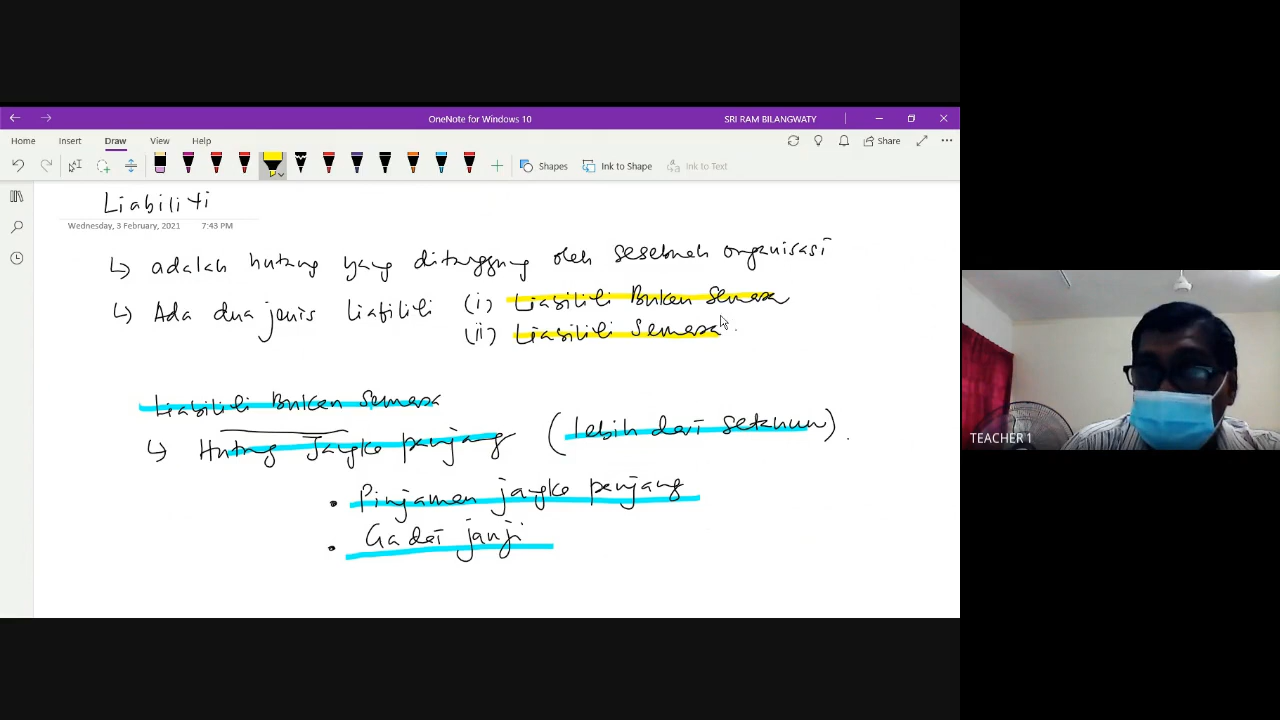 OneNote for Windows 10
SRI RAM BILANGWATY
Home Insert Draw View Help
Share
Shapes Ink to Shape Ink to Text
Liabiliti
Wednesday, 3 February, 2021 7:43 PM
↳ adalah hutang yang ditanggung oleh sesebuah organisasi
↳ Ada dua jenis liabiliti (i) Liabiliti Bukan Semasa
(ii) Liabiliti Semasa.
Liabiliti Bukan Semasa
↳ Hutang Jangka panjang (lebih dari setahun).
• Pinjaman jangka panjang
• Gadai janji
TEACHER 1